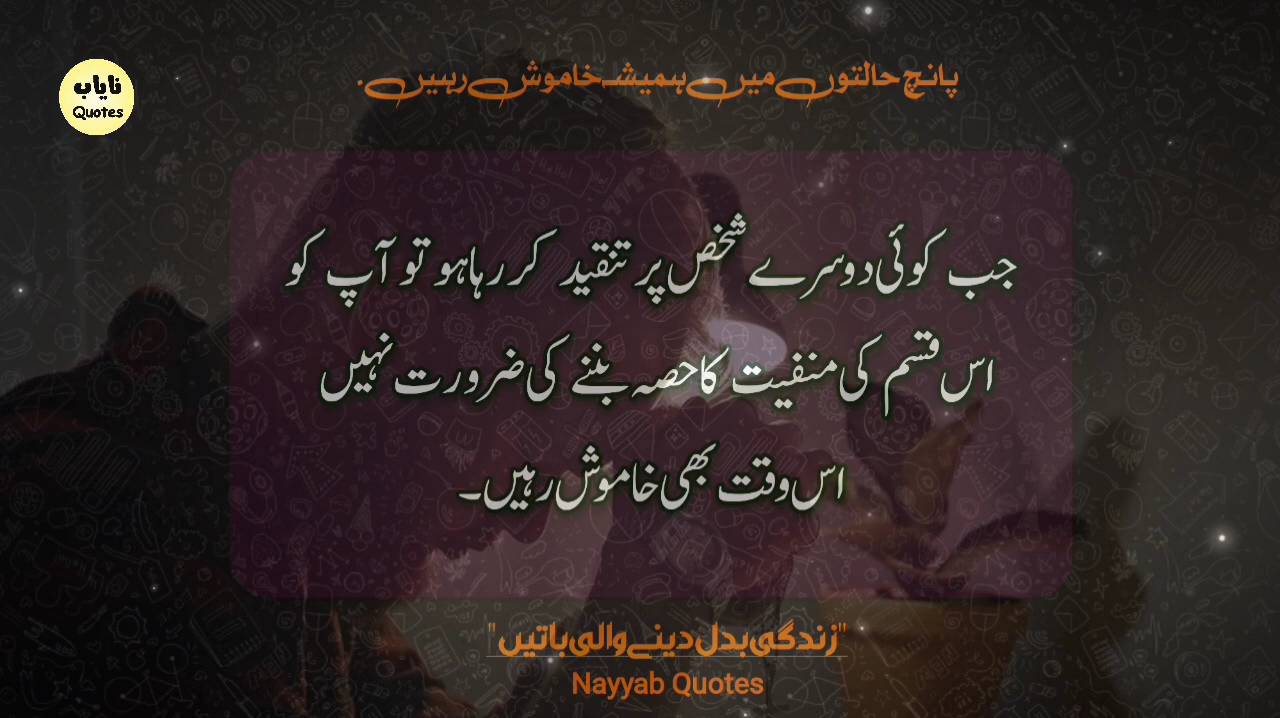 پانچ حالتوں میں ہمیشہ خاموش رہیں.
نایاب
Quotes
جب کوئی دوسرے شخص پر تنقید کر رہا ہو تو آپ کو
اس قسم کی منفیت کا حصہ بننے کی ضرورت نہیں
اس وقت بھی خاموش رہیں۔
"زندگی بدل دینے والی باتیں"
Nayyab Quotes